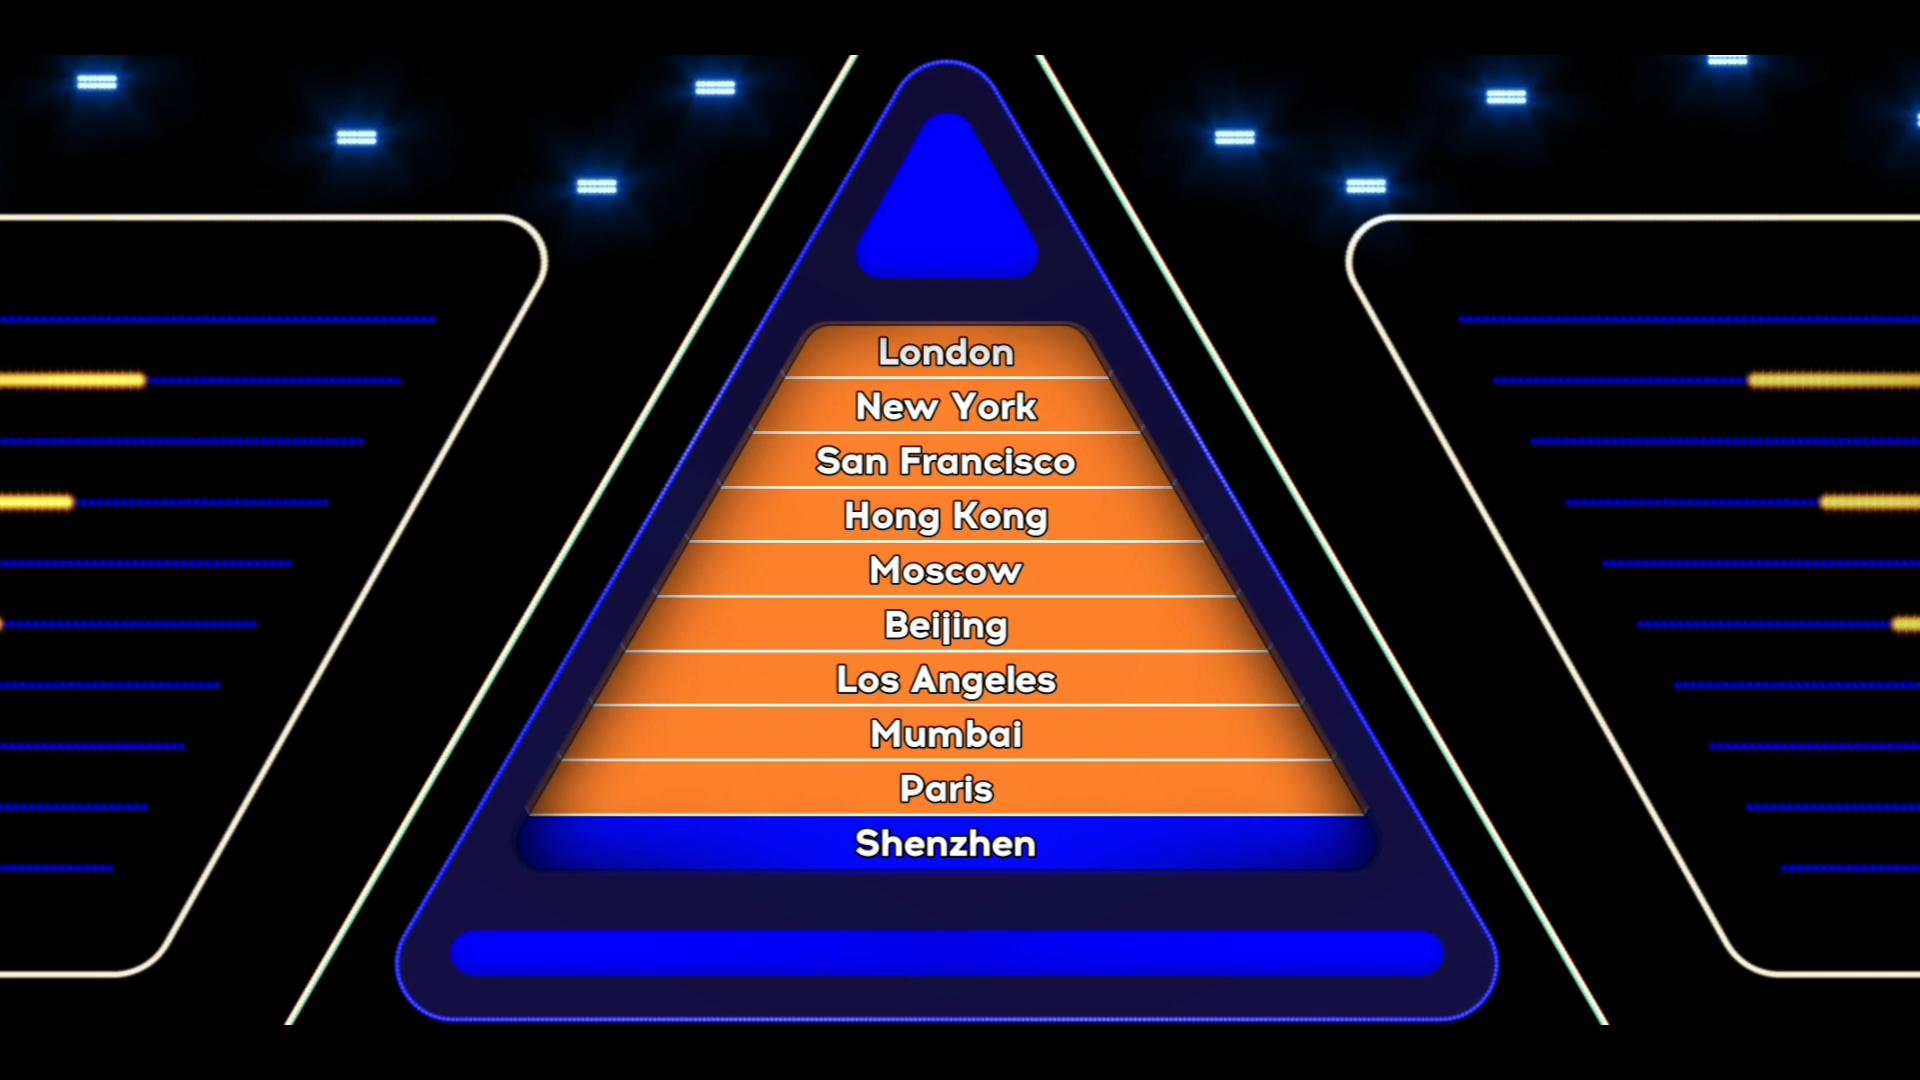 London
New York
San Francisco
Hong Kong
Moscow
Beijing
Los Angeles
Mumbai
Paris
Shenzhen